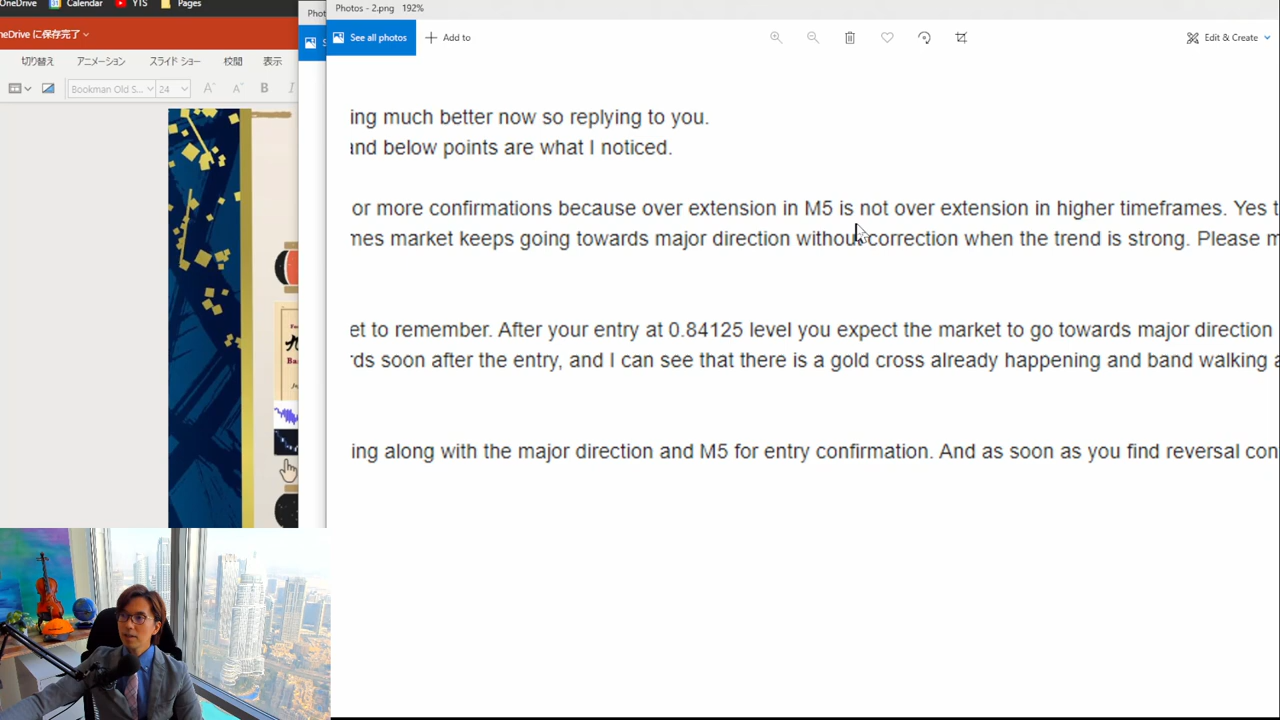 OneDrive
Calendar
YTS
Pages
Photos - 2.png 192%
Phot
neDrive に保存完了
See all photos
Add to
Edit & Create
切り替え アニメーション スライド ショー 校閲 表示
Bookman Old S... 24 A A B I
ing much better now so replying to you.
and below points are what I noticed.
or more confirmations because over extension in M5 is not over extension in higher timeframes. Yes t
mes market keeps going towards major direction without correction when the trend is strong. Please m
et to remember. After your entry at 0.84125 level you expect the market to go towards major direction
rds soon after the entry, and I can see that there is a gold cross already happening and band walking a
ing along with the major direction and M5 for entry confirmation. And as soon as you find reversal con